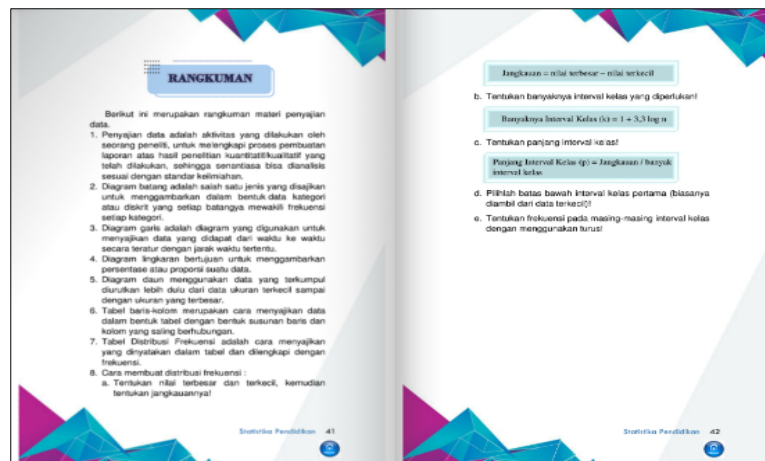 RANGKUMAN
Berikut ini merupakan rangkuman materi penyajian
data.
1. Penyajian data adalah aktivitas yang dilakukan oleh
seorang peneliti, untuk melengkapi proses pembuatan
laporan atas hasil penelitian kuantitatif/kualitatif yang
telah dilakukan, sehingga senantiasa bisa dianalisis
sesuai dengan standar keilmiahan.
2. Diagram batang adalah salah satu jenis yang disajikan
untuk menggambarkan dalam bentuk data kategori
atau diskrit yang setiap batangya mewakili frekuensi
setiap kategori.
3. Diagram garis adalah diagram yang digunakan untuk
menyajikan data yang didapat dari waktu ke waktu
secara teratur dengan jarak waktu tertentu.
4. Diagram lingkaran bertujuan untuk menggambarkan
persentase atau proporsi suatu data.
5. Diagram daun menggunakan data yang terkumpul
diurutkan lebih dulu dari data ukuran terkecil sampai
dengan ukuran yang terbesar.
6. Tabel baris-kolom merupakan cara menyajikan data
dalam bentuk tabel dengan bentuk susunan baris dan
kolom yang saling berhubungan.
7. Tabel Distribusi Frekuensi adalah cara menyajikan
yang dinyatakan dalam tabel dan dilengkapi dengan
frekuensi.
8. Cara membuat distribusi frekuensi :
a. Tentukan nilai terbesar dan terkecil, kemudian
tentukan jangkauannya!
Statistika Pendidikan 41
Jangkauan = nilai terbesar – nilai terkecil
b. Tentukan banyaknya interval kelas yang diperlukan!
Banyaknya Interval Kelas (k) = 1 + 3,3 log n
c. Tentukan panjang interval kelas!
Panjang Interval Kelas (p) = Jangkauan / banyak
interval kelas
d. Pilihlah batas bawah interval kelas pertama (biasanya
diambil dari data terkecil)!
e. Tentukan frekuensi pada masing-masing interval kelas
dengan menggunakan turus!
Statistika Pendidikan 42